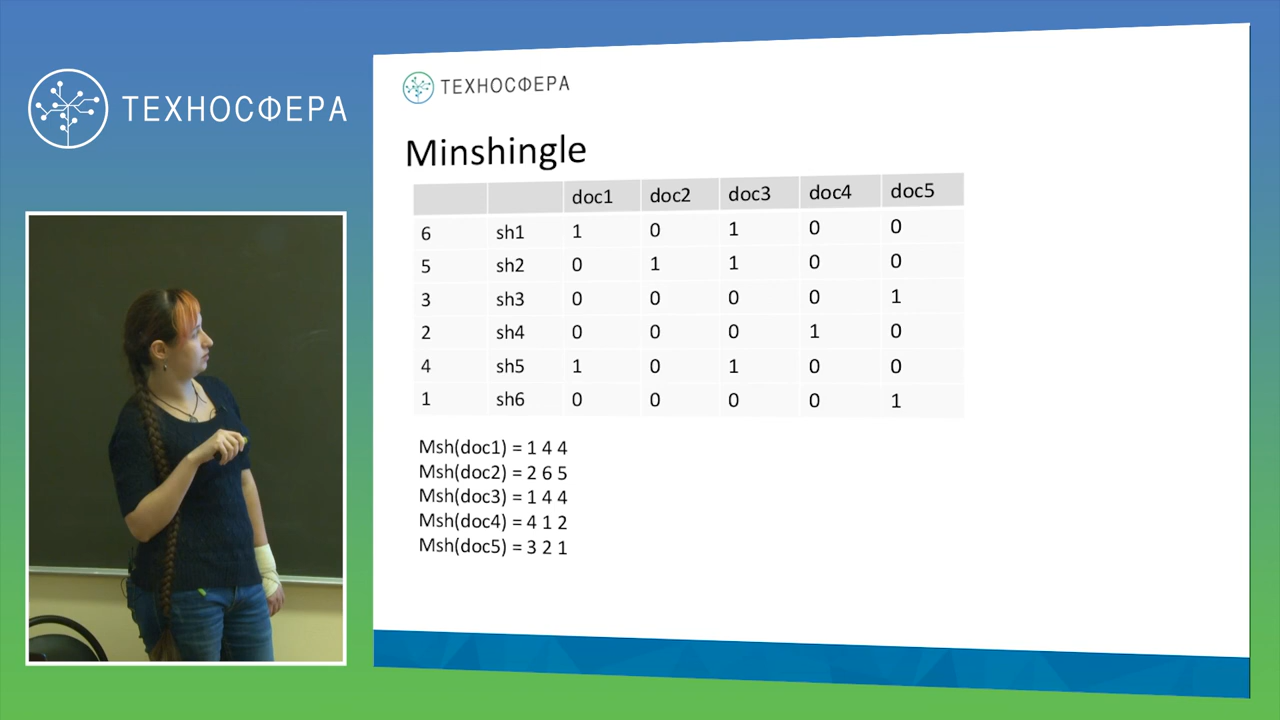 ТЕХНОСФЕРА
ТЕХНОСФЕРА
Minshingle
doc1 doc2 doc3 doc4 doc5
6 sh1 1 0 1 0 0
5 sh2 0 1 1 0 0
3 sh3 0 0 0 0 1
2 sh4 0 0 0 1 0
4 sh5 1 0 1 0 0
1 sh6 0 0 0 0 1
Msh(doc1) = 1 4 4
Msh(doc2) = 2 6 5
Msh(doc3) = 1 4 4
Msh(doc4) = 4 1 2
Msh(doc5) = 3 2 1